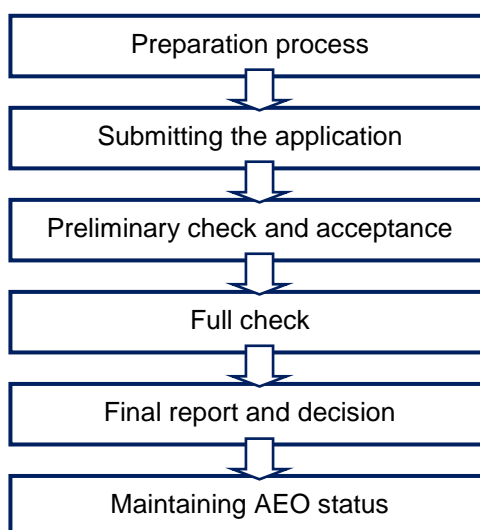 Preparation process
Submitting the application
Preliminary check and acceptance
Full check
Final report and decision
Maintaining AEO status